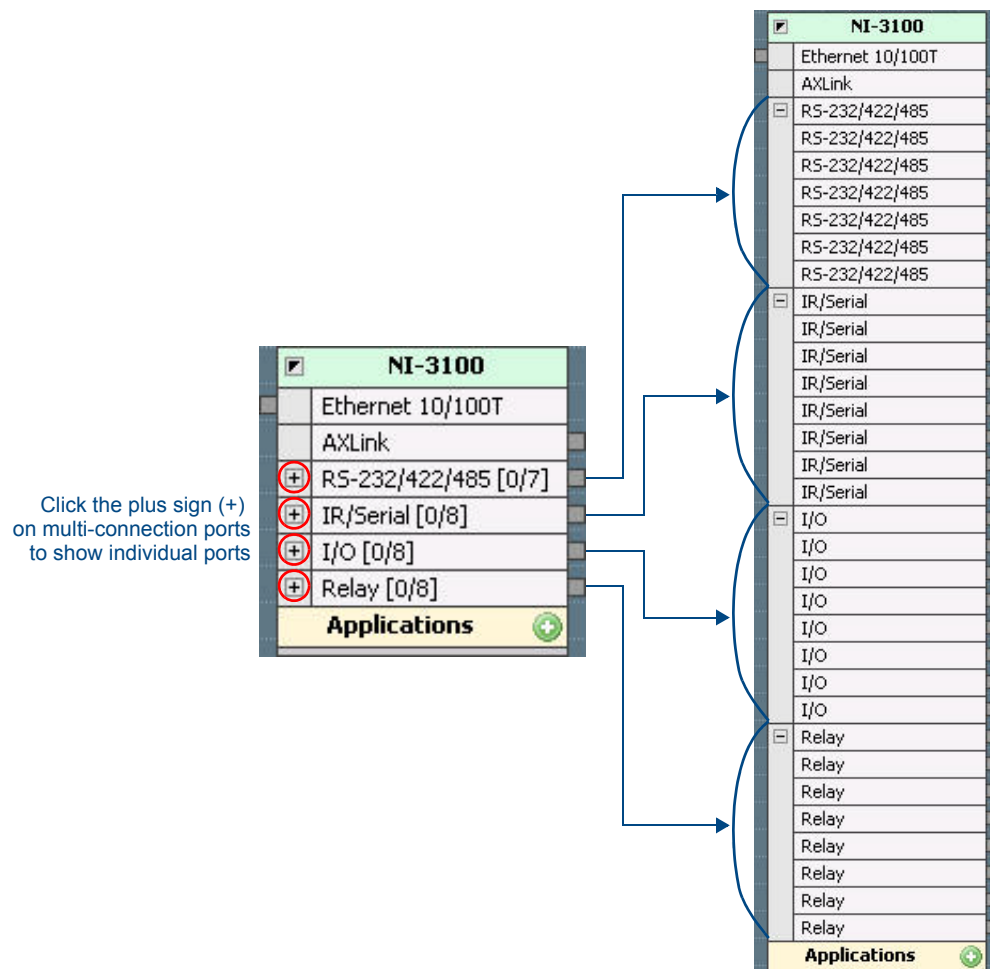 Click the plus sign (+)
on multi-connection ports
to show individual ports
NI-3100
Ethernet 10/100T
AXLink
RS-232/422/485 [0/7]
IR/Serial [0/8]
I/O [0/8]
Relay [0/8]
Applications
NI-3100
Ethernet 10/100T
AXLink
RS-232/422/485
RS-232/422/485
RS-232/422/485
RS-232/422/485
RS-232/422/485
RS-232/422/485
RS-232/422/485
IR/Serial
IR/Serial
IR/Serial
IR/Serial
IR/Serial
IR/Serial
IR/Serial
IR/Serial
I/O
I/O
I/O
I/O
I/O
I/O
I/O
I/O
Relay
Relay
Relay
Relay
Relay
Relay
Relay
Relay
Applications